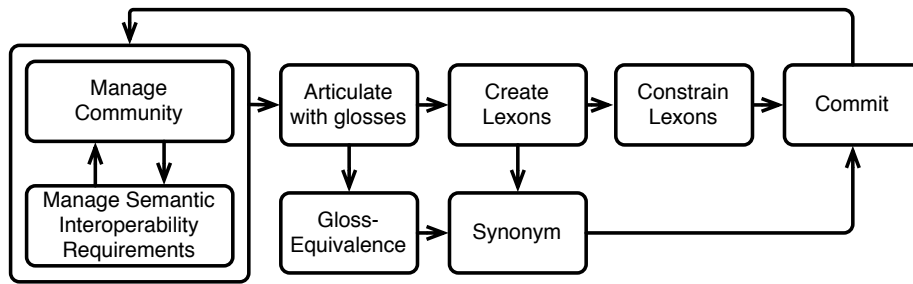 Manage
Community
Manage Semantic
Interoperability
Requirements
Articulate
with glosses
Create
Lexons
Constrain
Lexons
Commit
Gloss-
Equivalence
Synonym